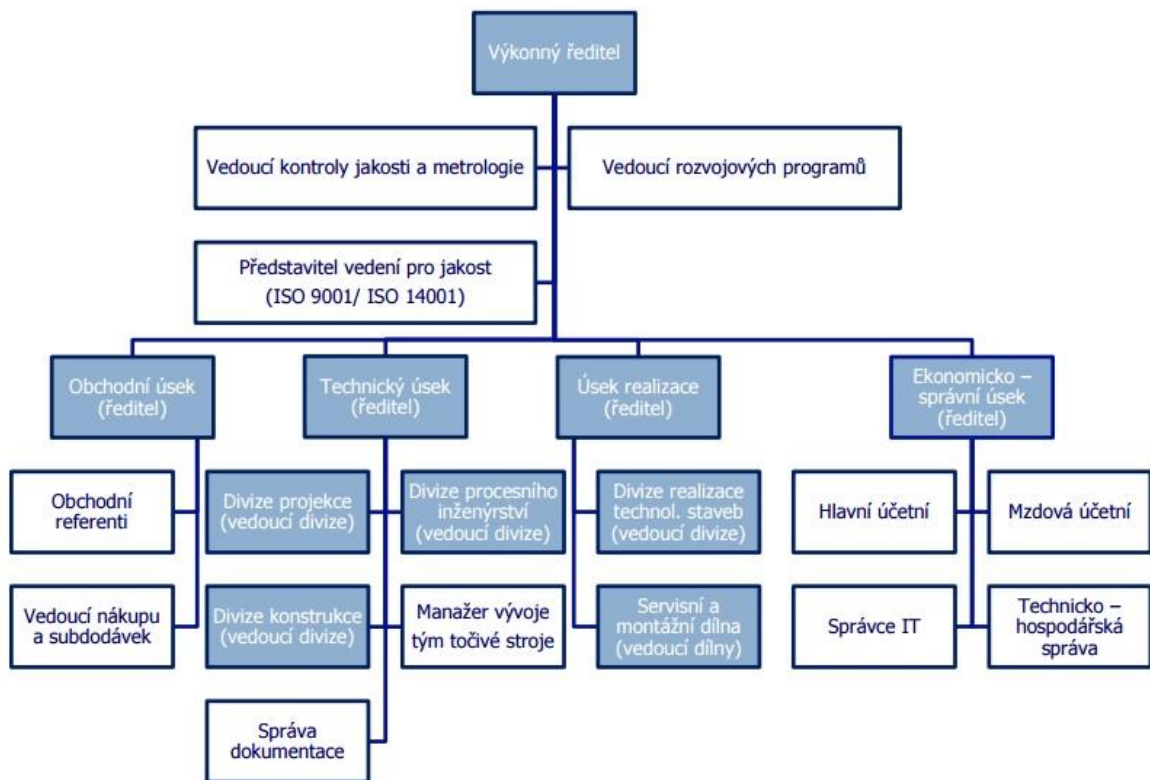 Výkonný ředitel
Vedoucí kontroly jakosti a metrologie
Vedoucí rozvojových programů
Představitel vedení pro jakost
(ISO 9001/ ISO 14001)
Obchodní úsek
(ředitel)
Technický úsek
(ředitel)
Úsek realizace
(ředitel)
Ekonomicko –
správní úsek
(ředitel)
Obchodní
referenti
Divize projekce
(vedoucí divize)
Divize procesního
inženýrství
(vedoucí divize)
Divize realizace
technol. staveb
(vedoucí divize)
Hlavní účetní
Mzdová účetní
Vedoucí nákupu
a subdodávek
Divize konstrukce
(vedoucí divize)
Manažer vývoje
tým točivé stroje
Servisní a
montážní dílna
(vedoucí dílny)
Správce IT
Technicko –
hospodářská
správa
Správa
dokumentace